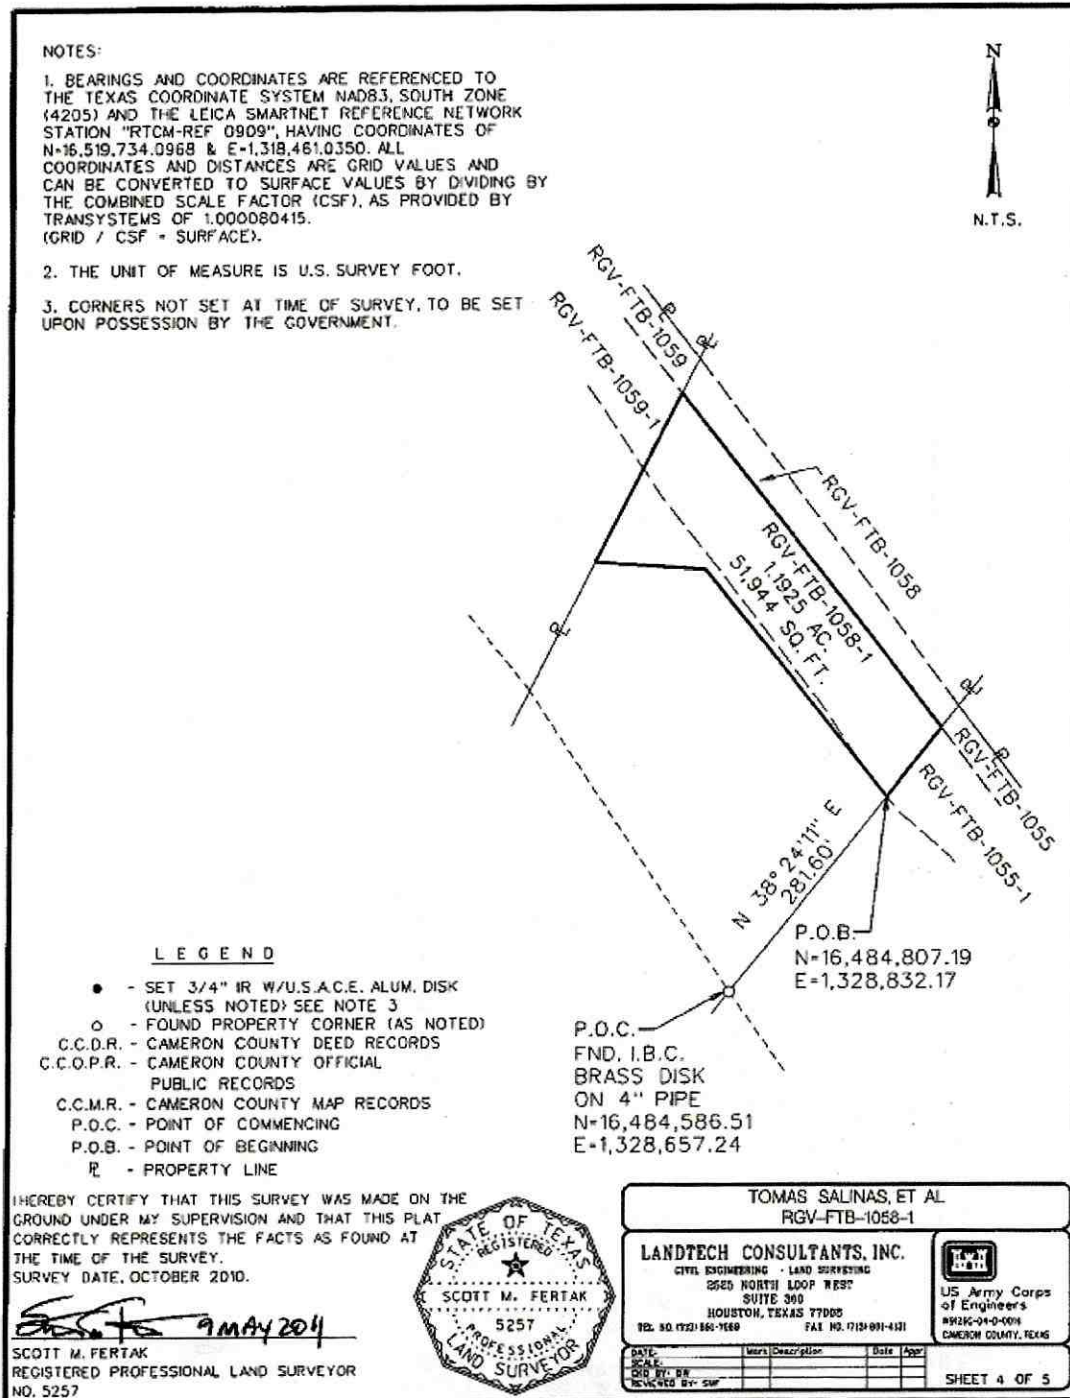 NOTES:
1. BEARINGS AND COORDINATES ARE REFERENCED TO
THE TEXAS COORDINATE SYSTEM NAD83, SOUTH ZONE
(4205) AND THE LEICA SMARTNET REFERENCE NETWORK
STATION "RTCM-REF 0909", HAVING COORDINATES OF
N=16,519,734.0968 & E=1,318,461.0350. ALL
COORDINATES AND DISTANCES ARE GRID VALUES AND
CAN BE CONVERTED TO SURFACE VALUES BY DIVIDING BY
THE COMBINED SCALE FACTOR (CSF), AS PROVIDED BY
TRANSYSTEMS OF 1.000080415.
(GRID / CSF = SURFACE).
2. THE UNIT OF MEASURE IS U.S. SURVEY FOOT.
3. CORNERS NOT SET AT TIME OF SURVEY, TO BE SET
UPON POSSESSION BY THE GOVERNMENT.
N
N.T.S.
RGV-FTB-1059
RGV-FTB-1059-1
RGV-FTB-1058
RGV-FTB-1058-1
1.1925 AC.
51,944 SQ. FT.
RGV-FTB-1055
RGV-FTB-1055-1
N 38° 24'11" E
281.60'
P.O.B.
N=16,484,807.19
E=1,328,832.17
P.O.C.
FND. I.B.C.
BRASS DISK
ON 4" PIPE
N=16,484,586.51
E=1,328,657.24
LEGEND
● - SET 3/4" IR W/U.S.A.C.E. ALUM. DISK
(UNLESS NOTED) SEE NOTE 3
○ - FOUND PROPERTY CORNER (AS NOTED)
C.C.D.R. - CAMERON COUNTY DEED RECORDS
C.C.O.P.R. - CAMERON COUNTY OFFICIAL
PUBLIC RECORDS
C.C.M.R. - CAMERON COUNTY MAP RECORDS
P.O.C. - POINT OF COMMENCING
P.O.B. - POINT OF BEGINNING
PL - PROPERTY LINE
I HEREBY CERTIFY THAT THIS SURVEY WAS MADE ON THE
GROUND UNDER MY SUPERVISION AND THAT THIS PLAT
CORRECTLY REPRESENTS THE FACTS AS FOUND AT
THE TIME OF THE SURVEY.
SURVEY DATE, OCTOBER 2010.
9 MAY 2011
SCOTT M. FERTAK
REGISTERED PROFESSIONAL LAND SURVEYOR
NO. 5257
STATE OF TEXAS
REGISTERED
SCOTT M. FERTAK
5257
PROFESSIONAL
LAND SURVEYOR
TOMAS SALINAS, ET AL
RGV-FTB-1058-1
LANDTECH CONSULTANTS, INC.
CIVIL ENGINEERING - LAND SURVEYING
2525 NORTH LOOP WEST
SUITE 300
HOUSTON, TEXAS 77008
US Army Corps
of Engineers
CAMERON COUNTY, TEXAS
DATE:
Mark Description Date Appr.
SCALE:
REVIEWED BY: SMF
SHEET 4 OF 5